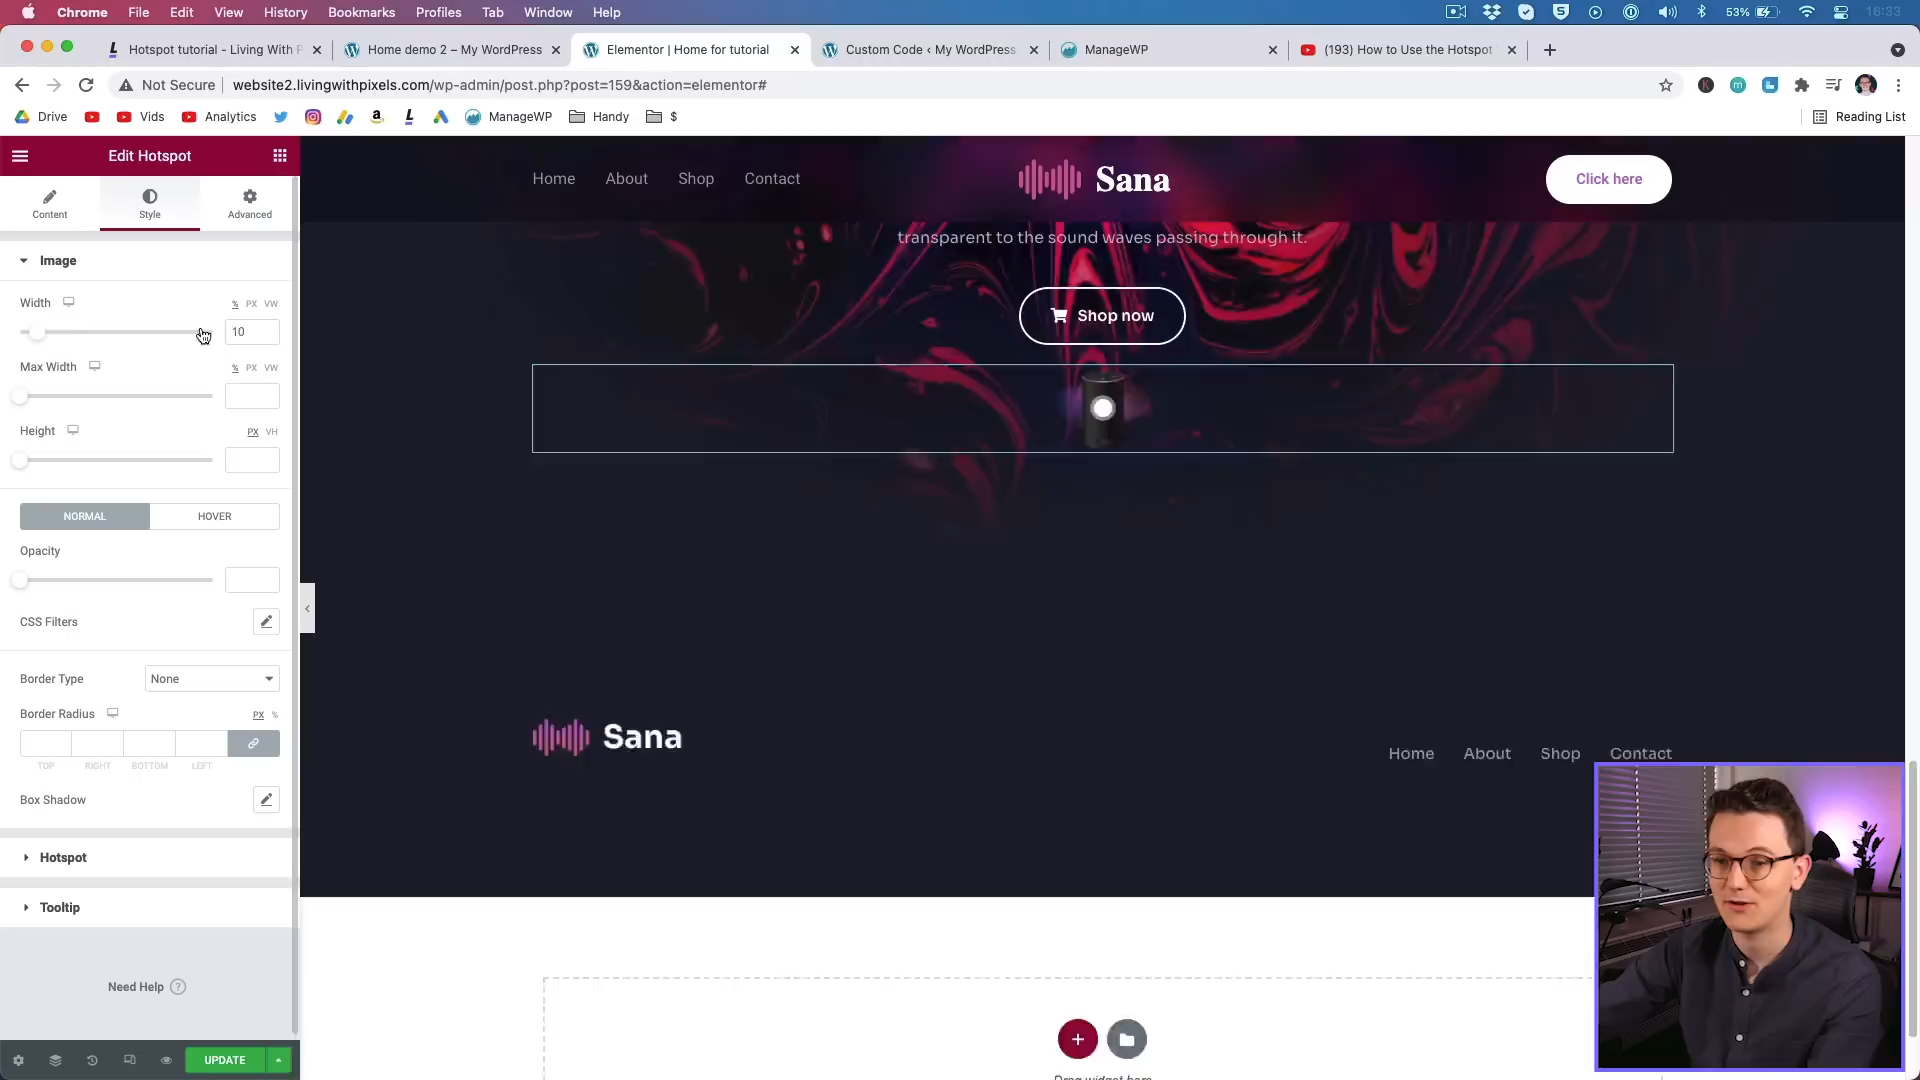 Chrome File Edit View History Bookmarks Profiles Tab Window Help 53% 16:33
Hotspot tutorial - Living With P Home demo 2 – My WordPress Elementor | Home for tutorial Custom Code ‹ My WordPress ManageWP (193) How to Use the Hotspot
Not Secure website2.livingwithpixels.com/wp-admin/post.php?post=159&action=elementor#
Drive Vids Analytics ManageWP Handy $ Reading List
Edit Hotspot
Content Style Advanced
Image
Width % PX VW
10
Max Width % PX VW
Height PX VH
NORMAL HOVER
Opacity
CSS Filters
Border Type None
Border Radius PX %
TOP RIGHT BOTTOM LEFT
Box Shadow
Hotspot
Tooltip
Need Help ?
UPDATE
Home About Shop Contact Sana Click here
transparent to the sound waves passing through it.
Shop now
Sana
Home About Shop Contact
Drag widget here